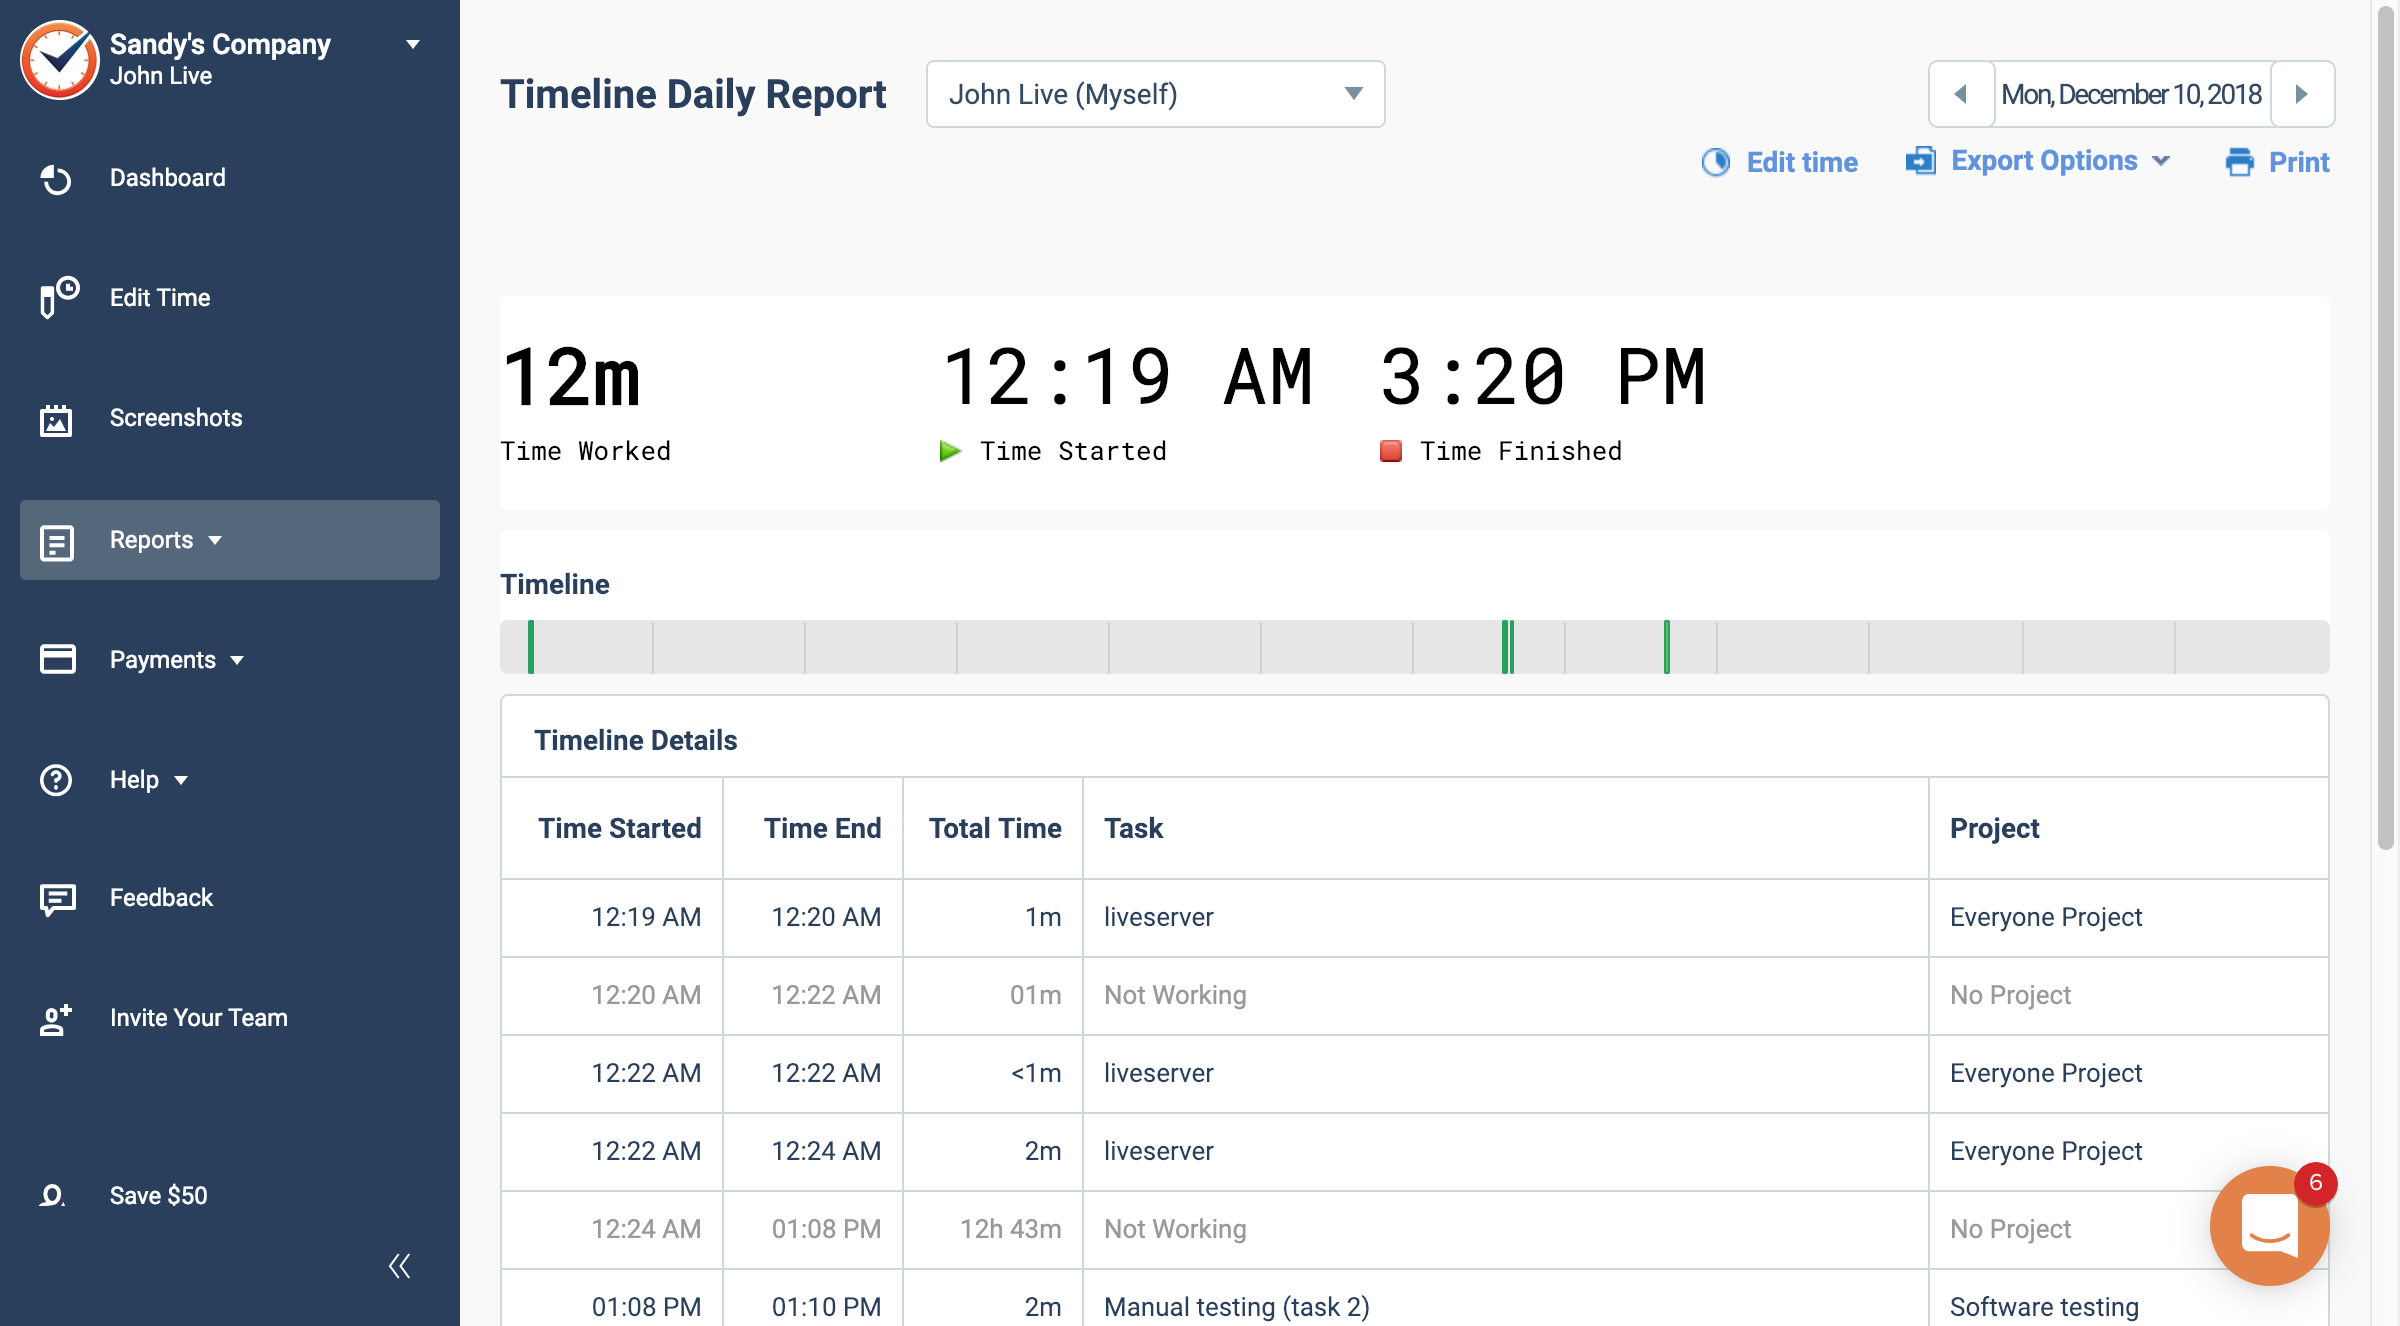 Sandy's Company
John Live
Dashboard
Edit Time
Screenshots
Reports
Payments
Help
Feedback
Invite Your Team
Save $50
Timeline Daily Report
John Live (Myself)
Mon, December 10, 2018
Edit time
Export Options
Print
12m
12:19 AM
3:20 PM
Time Worked
Time Started
Time Finished
Timeline
Timeline Details
Time Started Time End Total Time Task Project
12:19 AM 12:20 AM 1m liveserver Everyone Project
12:20 AM 12:22 AM 01m Not Working No Project
12:22 AM 12:22 AM <1m liveserver Everyone Project
12:22 AM 12:24 AM 2m liveserver Everyone Project
12:24 AM 01:08 PM 12h 43m Not Working No Project
01:08 PM 01:10 PM 2m Manual testing (task 2) Software testing
6